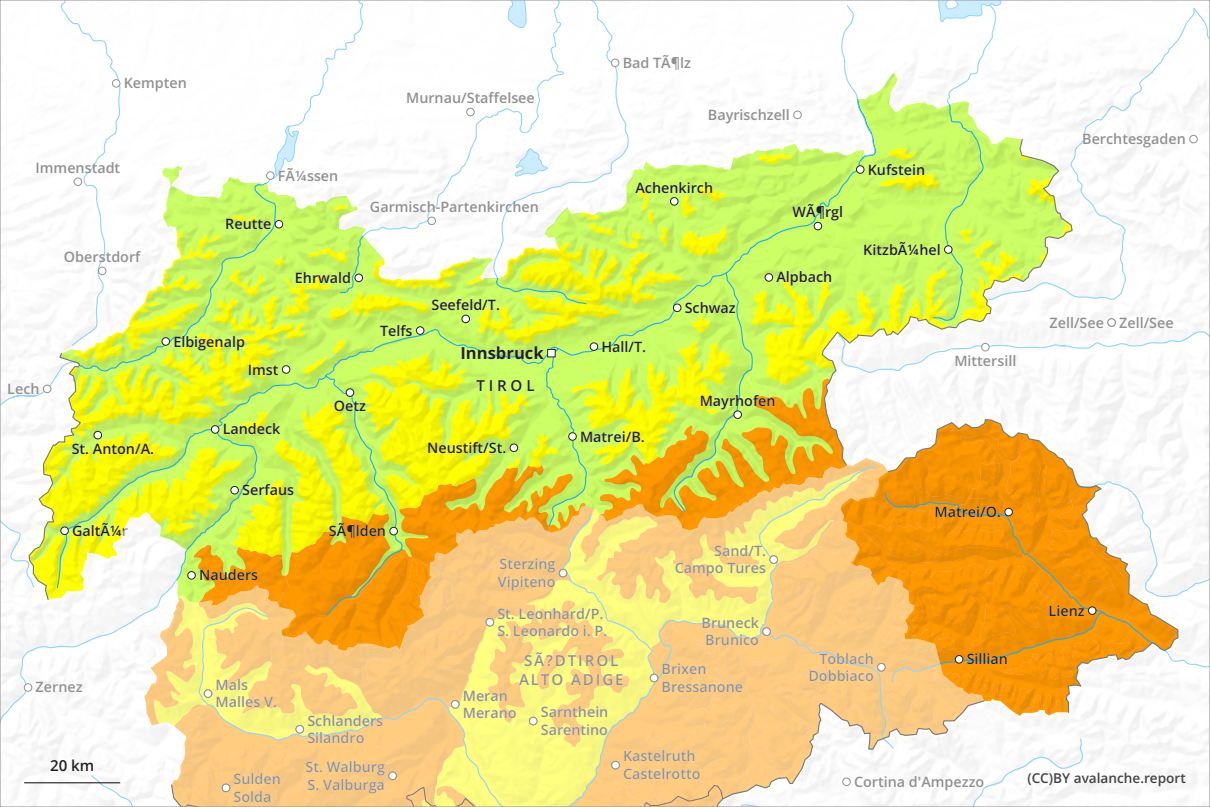 Kempten
Bad TÃ¶lz
Murnau/Staffelsee
Bayrischzell
Berchtesgaden
Immenstadt
FÃ¼ssen
Kufstein
Achenkirch
Garmisch-Partenkirchen
WÃ¶rgl
Reutte
KitzbÃ¼hel
Oberstdorf
Ehrwald
Alpbach
Seefeld/T.
Schwaz
Telfs
Zell/See
Zell/See
Elbigenalp
Innsbruck
Hall/T.
Mittersill
Imst
TIROL
Lech
Oetz
Mayrhofen
Landeck
Matrei/B.
St. Anton/A.
Neustift/St.
Serfaus
Matrei/O.
GaltÃ¼r
SÃ¶lden
Sand/T.
Campo Tures
Sterzing
Vipiteno
Nauders
Lienz
St. Leonhard/P.
S. Leonardo i. P.
Bruneck
Brunico
SÃ?DTIROL
ALTO ADIGE
Toblach
Dobbiaco
Sillian
Brixen
Bressanone
Zernez
Mals
Malles V.
Meran
Merano
Sarnthein
Sarentino
Schlanders
Silandro
Kastelruth
Castelrotto
St. Walburg
S. Valburga
20 km
Sulden
Solda
Cortina d'Ampezzo
(CC)BY avalanche.report